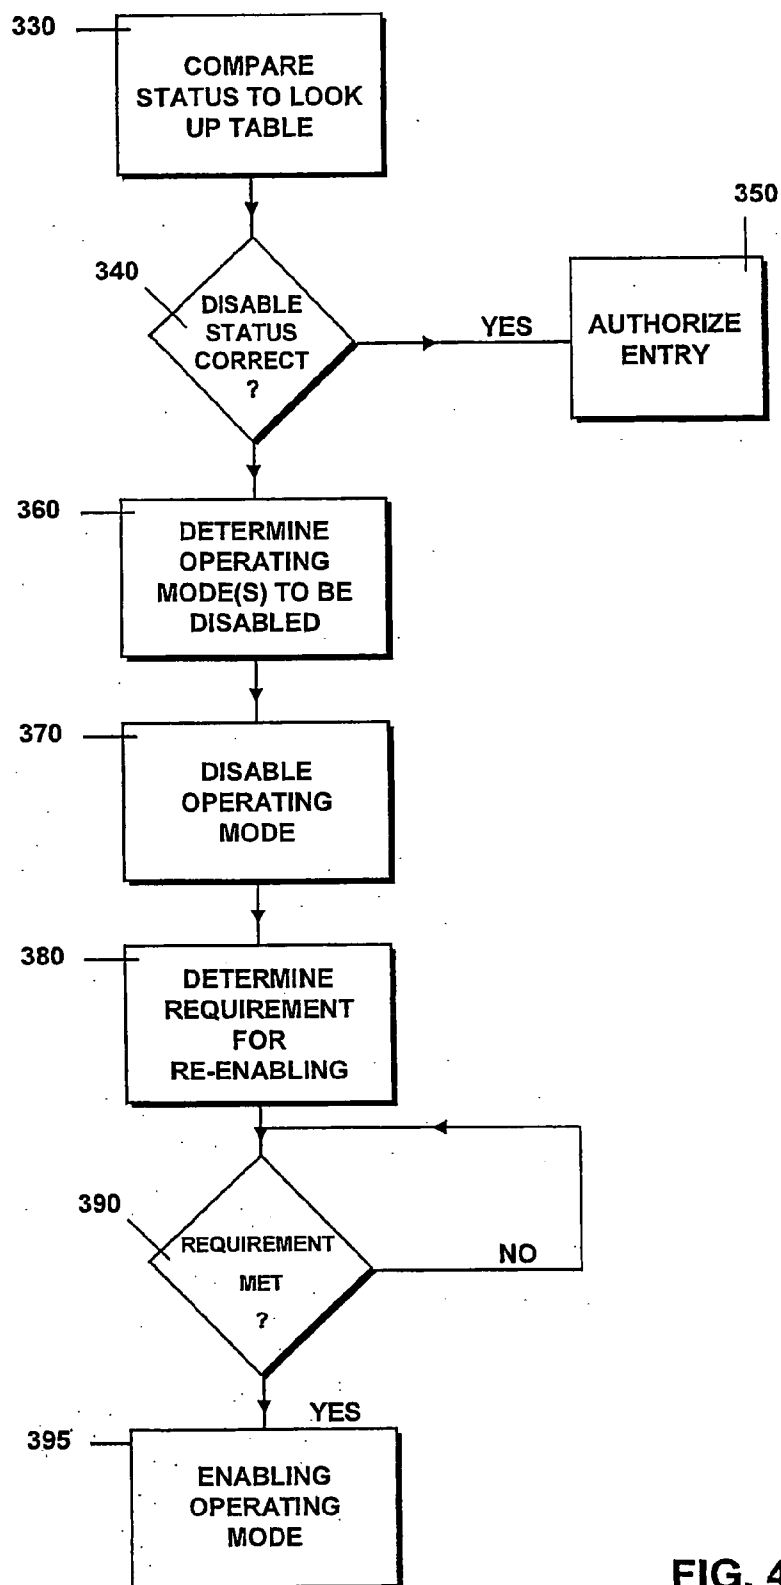 330
COMPARE
STATUS TO LOOK
UP TABLE
350
340
DISABLE
STATUS
CORRECT
?
YES
AUTHORIZE
ENTRY
360
DETERMINE
OPERATING
MODE(S) TO BE
DISABLED
370
DISABLE
OPERATING
MODE
380
DETERMINE
REQUIREMENT
FOR
RE-ENABLING
390
REQUIREMENT
MET
?
NO
YES
395
ENABLING
OPERATING
MODE
FIG. 4